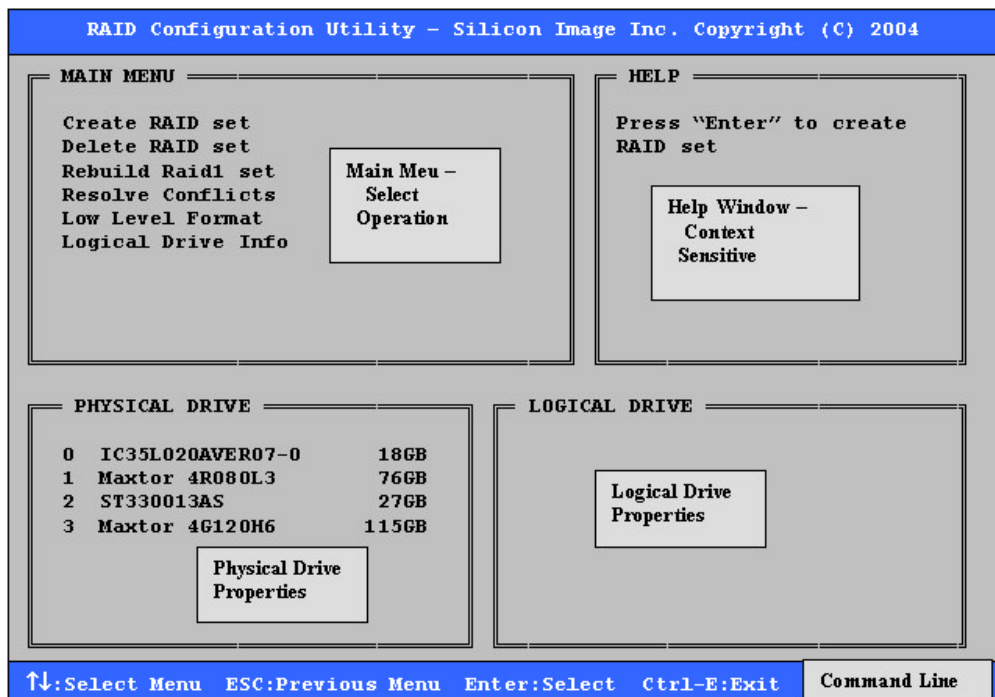 RAID Configuration Utility – Silicon Image Inc. Copyright (C) 2004
MAIN MENU
Create RAID set
Delete RAID set
Rebuild Raid1 set
Resolve Conflicts
Low Level Format
Logical Drive Info
Main Meu –
Select
Operation
HELP
Press “Enter” to create
RAID set
Help Window –
Context
Sensitive
PHYSICAL DRIVE
0 IC35L020AVER07-0 18GB
1 Maxtor 4R080L3 76GB
2 ST330013AS 27GB
3 Maxtor 4G120H6 115GB
Physical Drive
Properties
LOGICAL DRIVE
Logical Drive
Properties
↑↓:Select Menu ESC:Previous Menu Enter:Select Ctrl-E:Exit
Command Line